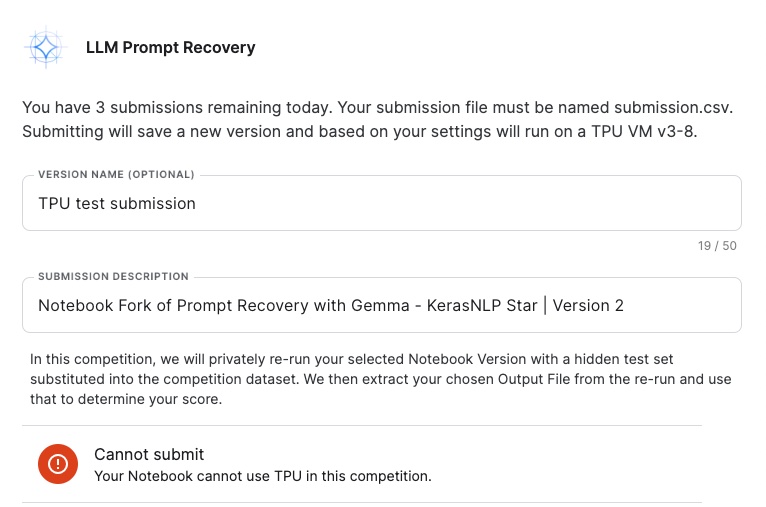 LLM Prompt Recovery
You have 3 submissions remaining today. Your submission file must be named submission.csv.
Submitting will save a new version and based on your settings will run on a TPU VM v3-8.
VERSION NAME (OPTIONAL)
TPU test submission
19 / 50
SUBMISSION DESCRIPTION
Notebook Fork of Prompt Recovery with Gemma - KerasNLP Star | Version 2
In this competition, we will privately re-run your selected Notebook Version with a hidden test set
substituted into the competition dataset. We then extract your chosen Output File from the re-run and use
that to determine your score.
Cannot submit
Your Notebook cannot use TPU in this competition.